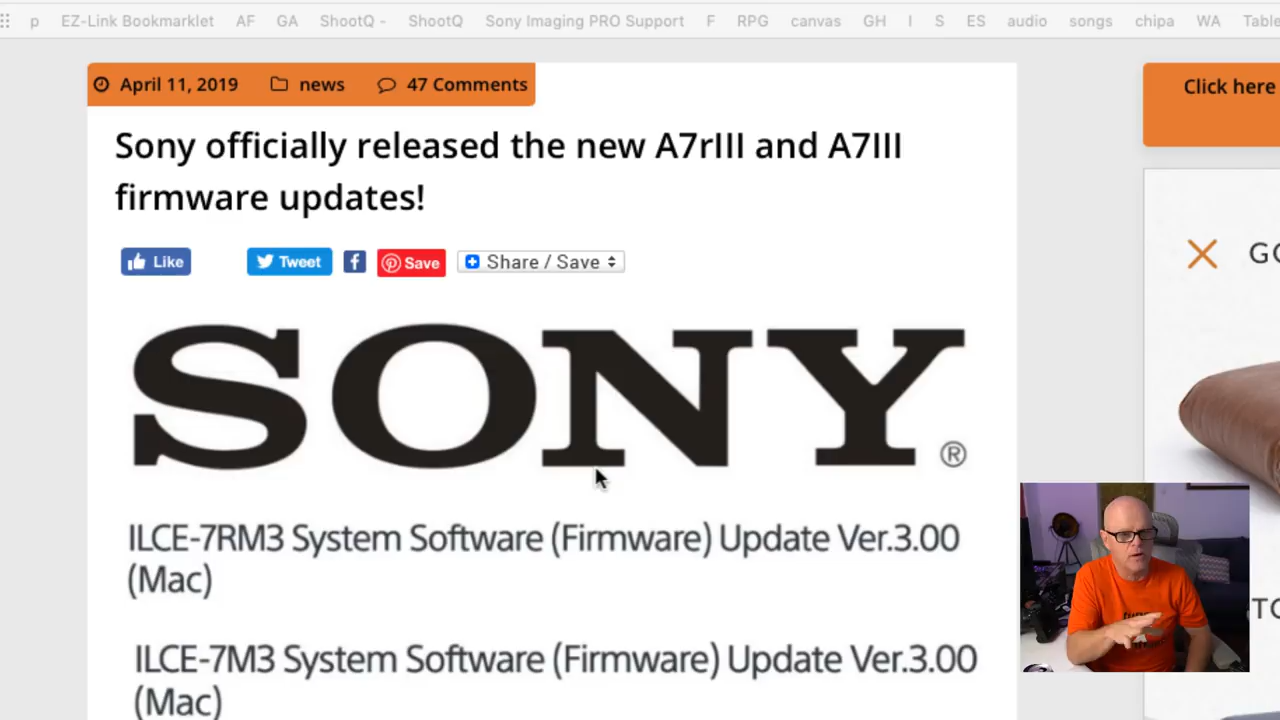 p EZ-Link Bookmarklet AF GA ShootQ - ShootQ Sony Imaging PRO Support F RPG canvas GH I S ES audio songs chipa WA Table
April 11, 2019 news 47 Comments
Click here
Sony officially released the new A7rIII and A7III
firmware updates!
Like Tweet f Save Share / Save
GO
SONY®
ILCE-7RM3 System Software (Firmware) Update Ver.3.00
(Mac)
TO
ILCE-7M3 System Software (Firmware) Update Ver.3.00
(Mac)